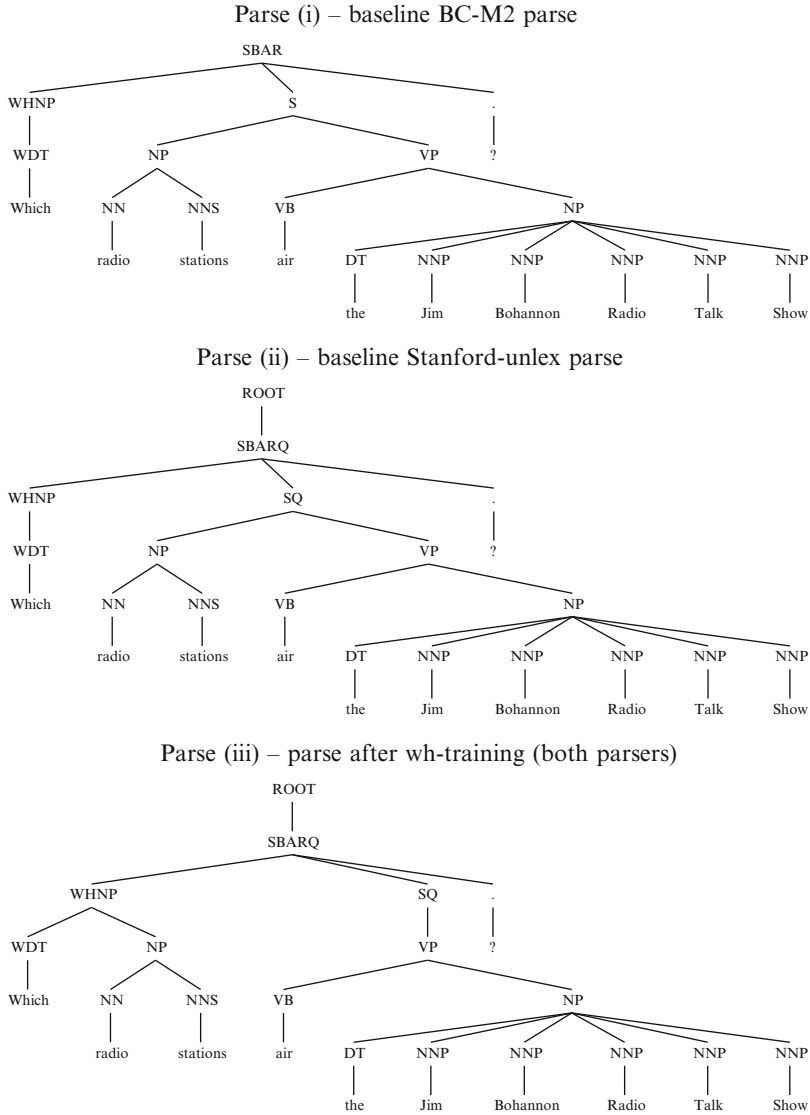 Parse (i) – baseline BC-M2 parse
SBAR
WHNP S .
WDT NP VP ?
Which NN NNS VB NP
radio stations air DT NNP NNP NNP NNP NNP
the Jim Bohannon Radio Talk Show
Parse (ii) – baseline Stanford-unlex parse
ROOT
SBARQ
WHNP SQ .
WDT NP VP ?
Which NN NNS VB NP
radio stations air DT NNP NNP NNP NNP NNP
the Jim Bohannon Radio Talk Show
Parse (iii) – parse after wh-training (both parsers)
ROOT
SBARQ
WHNP SQ .
WDT NP VP ?
Which NN NNS VB NP
radio stations air DT NNP NNP NNP NNP NNP
the Jim Bohannon Radio Talk Show